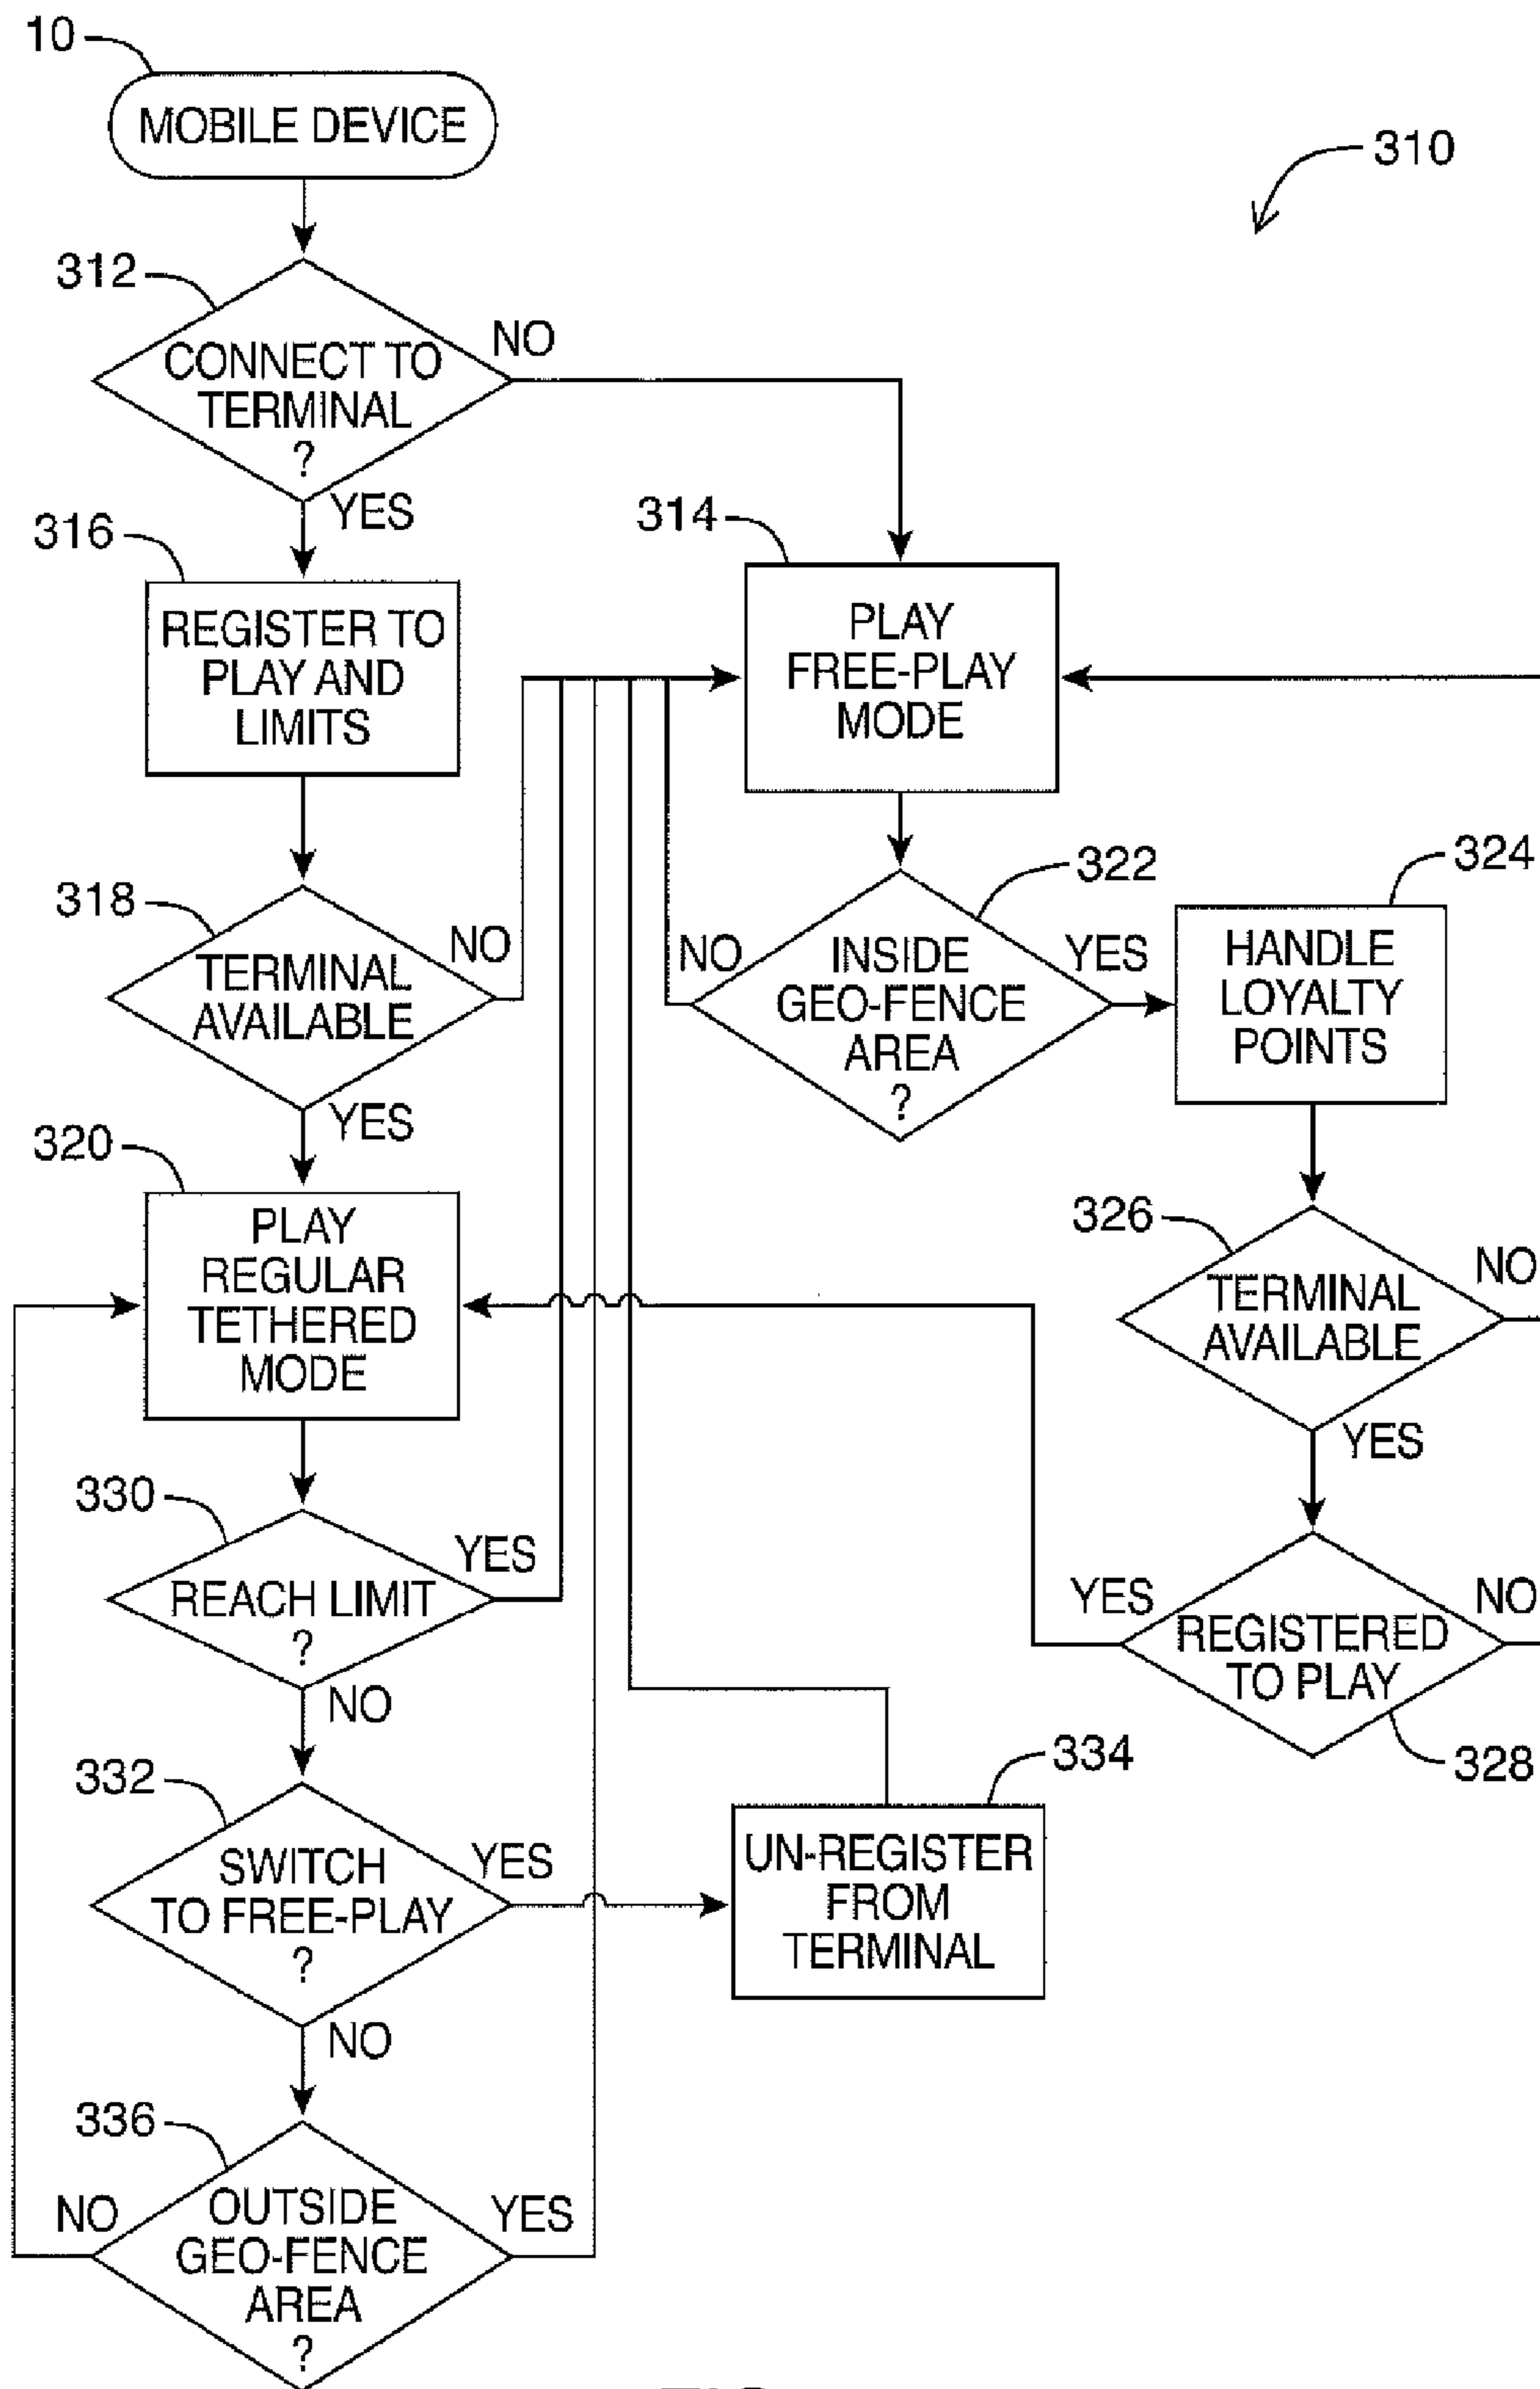 10
MOBILE DEVICE
310
312
CONNECT TO
TERMINAL
?
NO
YES
316
REGISTER TO
PLAY AND
LIMITS
314
PLAY
FREE-PLAY
MODE
318
TERMINAL
AVAILABLE
NO
YES
322
INSIDE
GEO-FENCE
AREA
?
NO
YES
324
HANDLE
LOYALTY
POINTS
320
PLAY
REGULAR
TETHERED
MODE
326
TERMINAL
AVAILABLE
NO
YES
330
REACH LIMIT
?
YES
NO
328
REGISTERED
TO PLAY
YES
NO
332
SWITCH
TO FREE-PLAY
?
YES
NO
334
UN-REGISTER
FROM
TERMINAL
336
OUTSIDE
GEO-FENCE
AREA
?
NO
YES